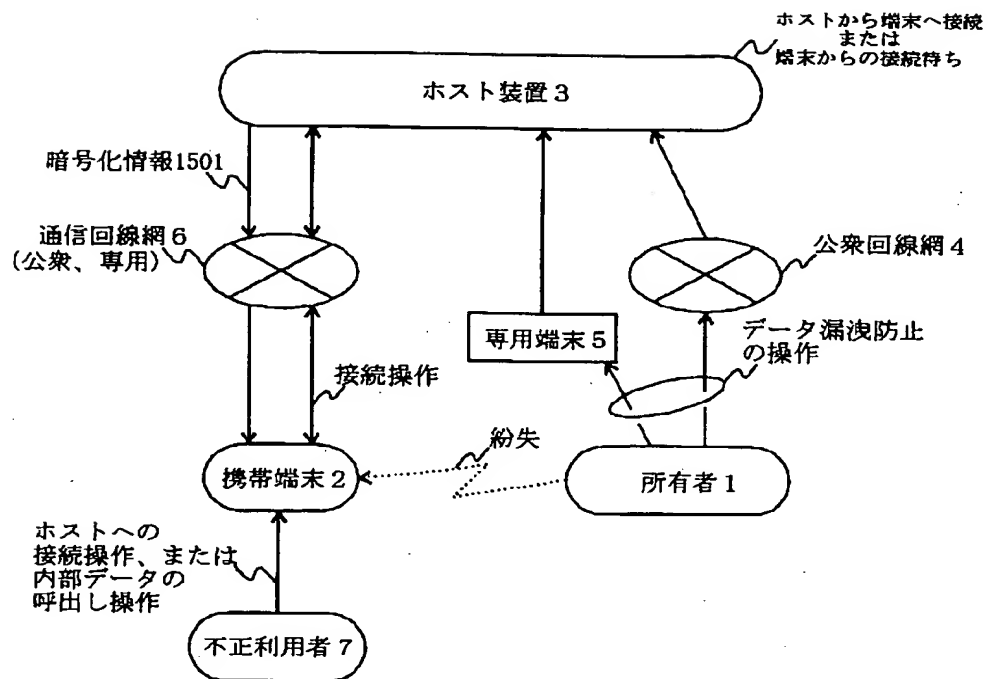 ホストから端末へ接続
または
端末からの接続待ち
ホスト装置3
暗号化情報1501
通信回線網6
(公衆、専用)
公衆回線網4
専用端末5
データ漏洩防止
の操作
接続操作
紛失
携帯端末2
所有者1
ホストへの
接続操作、または
内部データの
呼出し操作
不正利用者7